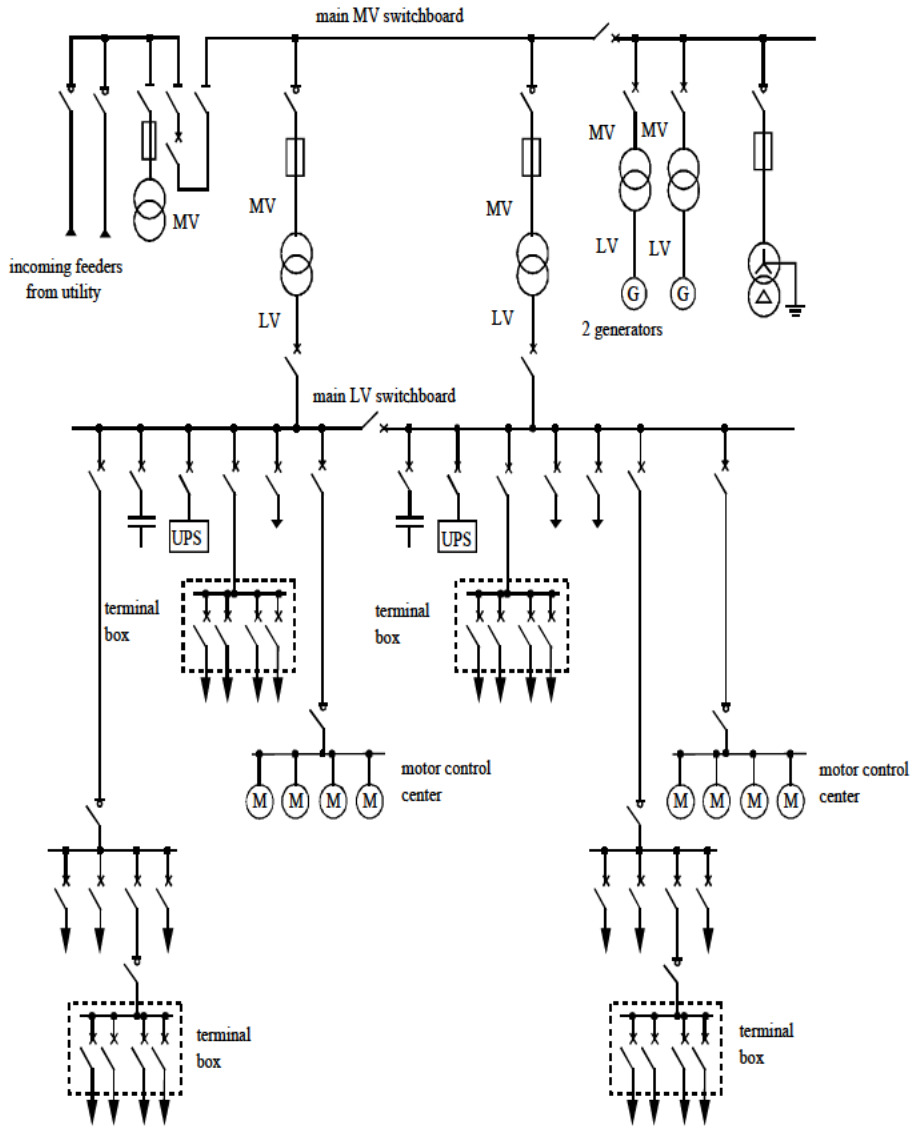 main MV switchboard
MV
MV
MV
MV
MV
incoming feeders
from utility
LV
LV
LV
LV
G
G
2 generators
main LV switchboard
UPS
UPS
terminal
box
terminal
box
motor control
center
M
M
M
M
motor control
center
M
M
M
M
terminal
box
terminal
box